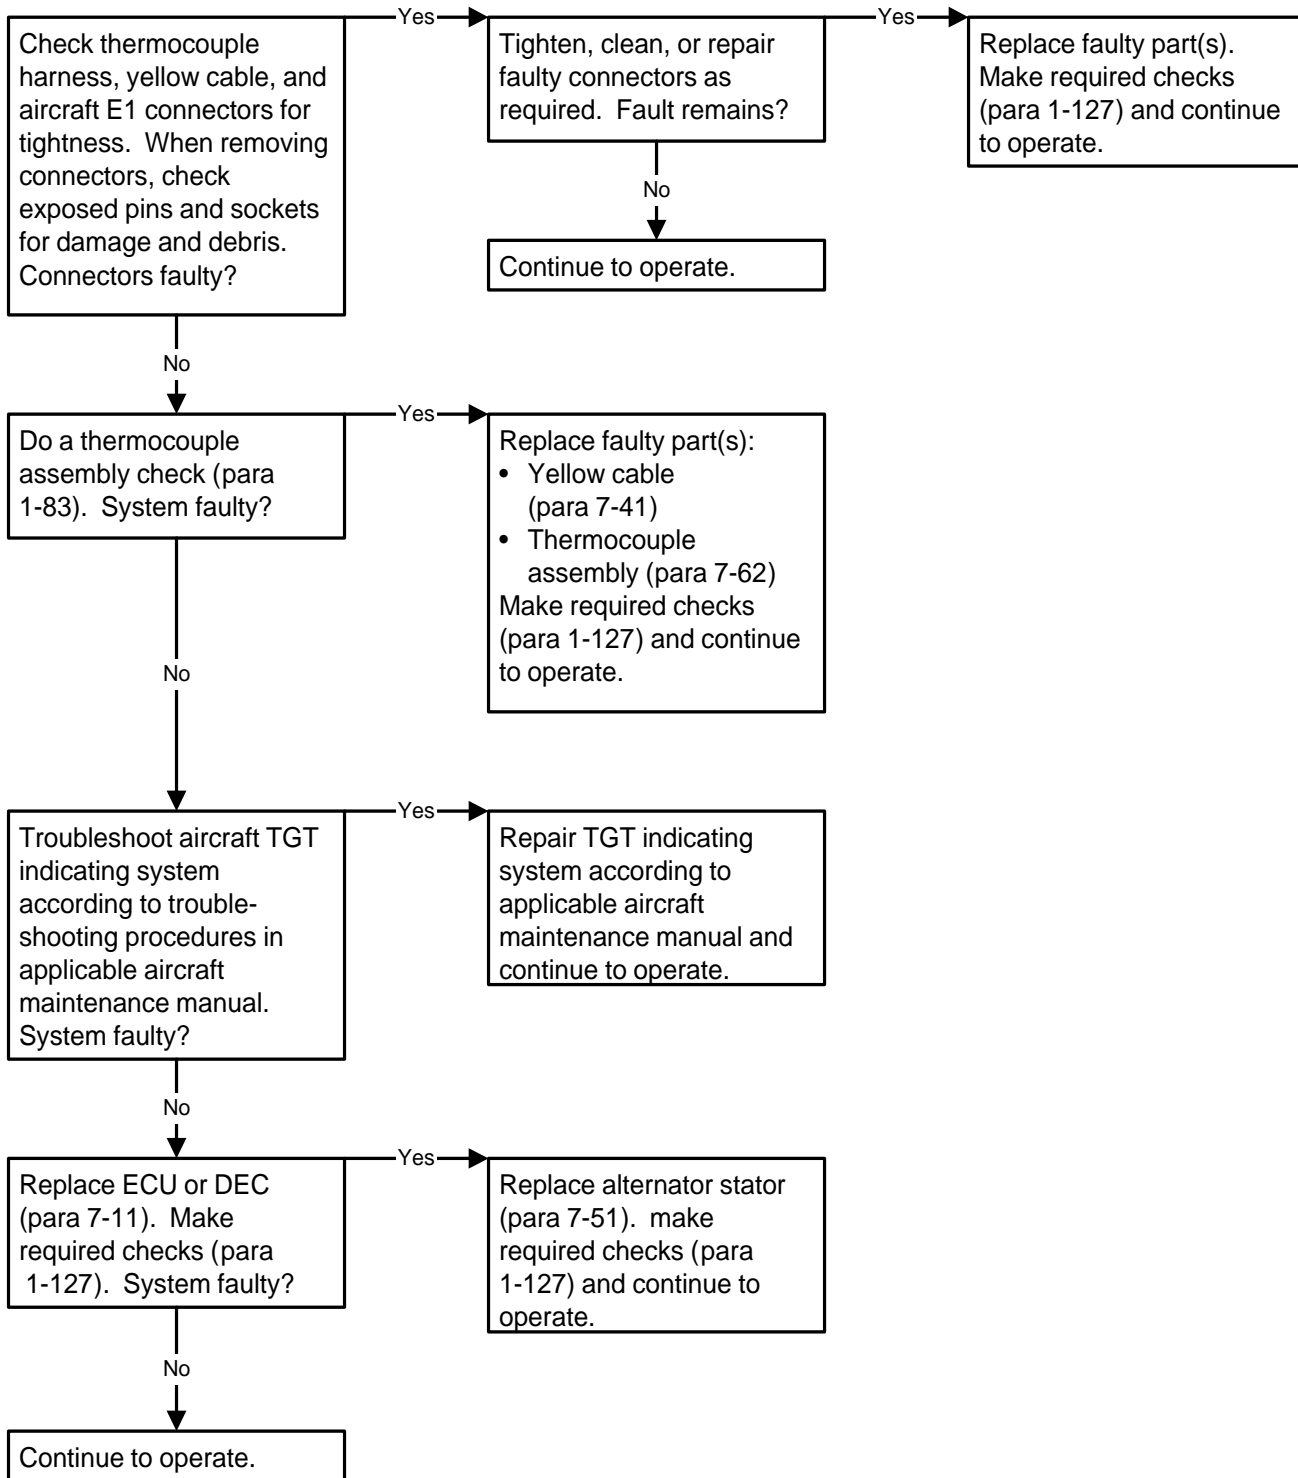 Check thermocouple
harness, yellow cable, and
aircraft E1 connectors for
tightness.  When removing
connectors, check
exposed pins and sockets
for damage and debris.
Connectors faulty?
Yes
Tighten, clean, or repair
faulty connectors as
required.  Fault remains?
Yes
Replace faulty part(s).
Make required checks
(para 1-127) and continue
to operate.
No
Continue to operate.
No
Do a thermocouple
assembly check (para
1-83).  System faulty?
Yes
Replace faulty part(s):
• Yellow cable
(para 7-41)
• Thermocouple
assembly (para 7-62)
Make required checks
(para 1-127) and continue
to operate.
No
Troubleshoot aircraft TGT
indicating system
according to trouble-
shooting procedures in
applicable aircraft
maintenance manual.
System faulty?
Yes
Repair TGT indicating
system according to
applicable aircraft
maintenance manual and
continue to operate.
No
Replace ECU or DEC
(para 7-11).  Make
required checks (para
1-127).  System faulty?
Yes
Replace alternator stator
(para 7-51).  make
required checks (para
1-127) and continue to
operate.
No
Continue to operate.